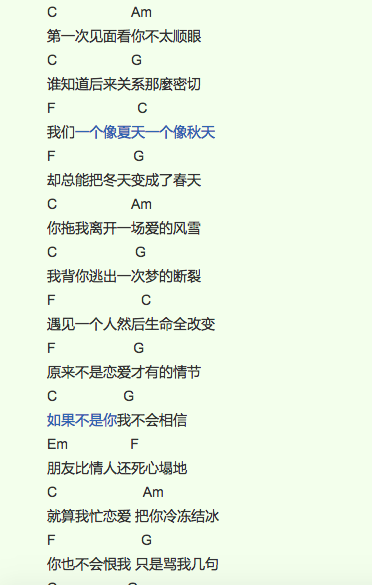 C Am
第一次见面看你不太顺眼
C G
谁知道后来关系那麼密切
F C
我们一个像夏天一个像秋天
F G
却总能把冬天变成了春天
C Am
你拖我离开一场爱的风雪
C G
我背你逃出一次梦的断裂
F C
遇见一个人然后生命全改变
F G
原来不是恋爱才有的情节
C G
如果不是你我不会相信
Em F
朋友比情人还死心塌地
C Am
就算我忙恋爱 把你冷冻结冰
F G
你也不会恨我 只是骂我几句